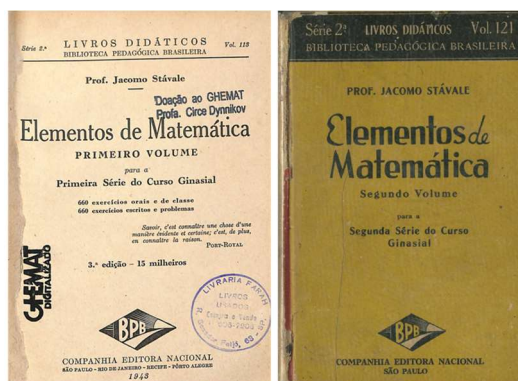 Série 2.ª LIVROS DIDÁTICOS Vol. 113
BIBLIOTECA PEDAGÓGICA BRASILEIRA
Prof. Jacomo Stávale
Doação ao GHEMAT
Profa. Circe Dynnikov
Elementos de Matemática
PRIMEIRO VOLUME
para a
Primeira Série do Curso Ginasial
660 exercícios orais e de classe
660 exercícios escritos e problemas
Savoir, c'est connaître une chose d'une
manière évidente et certaine; c'est, de plus,
en connaître la raison.
PORT-ROYAL
3.ª edição – 15 milheiros
GHEMAT
DIGITALIZADO
LIVRARIA FARAH
LIVROS
USADOS
Compra e Vende
BPB
COMPANHIA EDITORA NACIONAL
SÃO PAULO - RIO DE JANEIRO - RECIFE - PÔRTO ALEGRE
1943
Série 2ª LIVROS DIDÁTICOS Vol. 121
BIBLIOTECA PEDAGÓGICA BRASILEIRA
PROF. JACOMO STÁVALE
Elementos de
Matemática
Segundo Volume
para a
Segunda Série do Curso
Ginasial
BPB
COMPANHIA EDITORA NACIONAL
SÃO PAULO